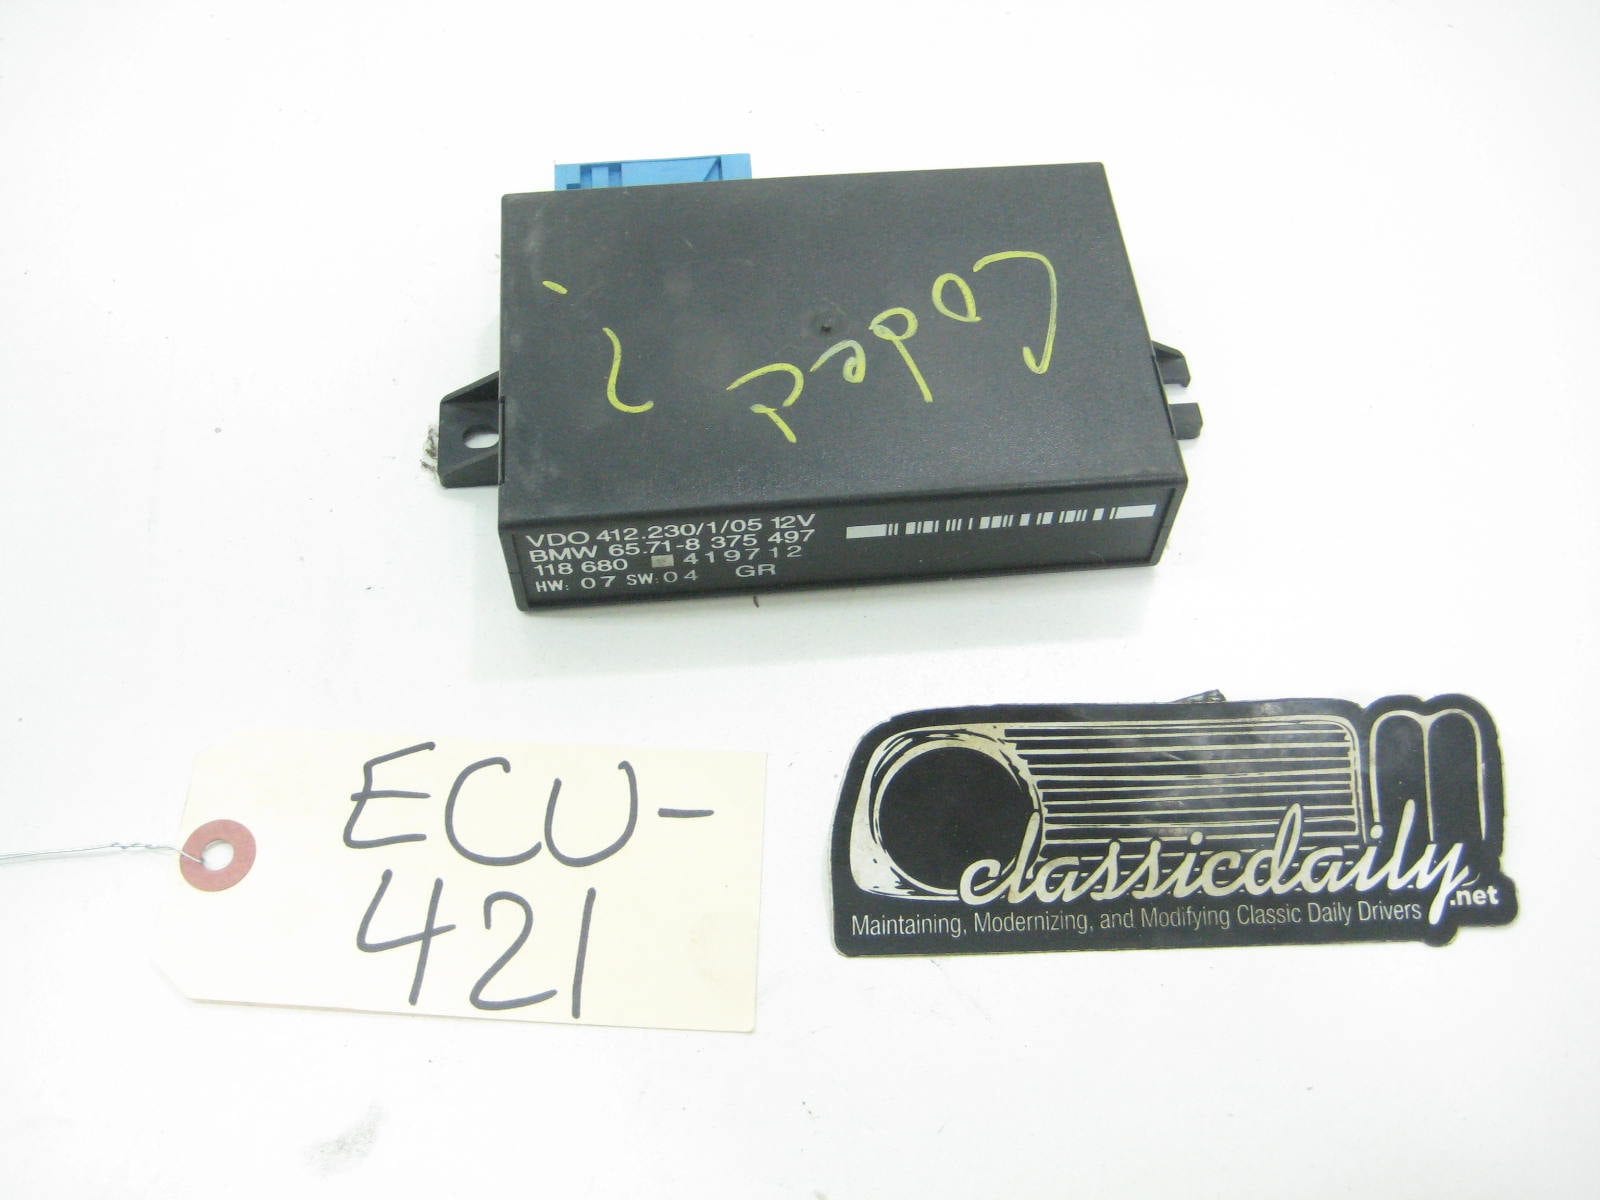 Coded ?
VDO 412.230/1/05 12V
BMW 65.71-8 375 497
118 680 419712
HW: 07 SW: 04 GR
ECU-
421
classicdaily.net
Maintaining, Modernizing, and Modifying Classic Daily Drivers